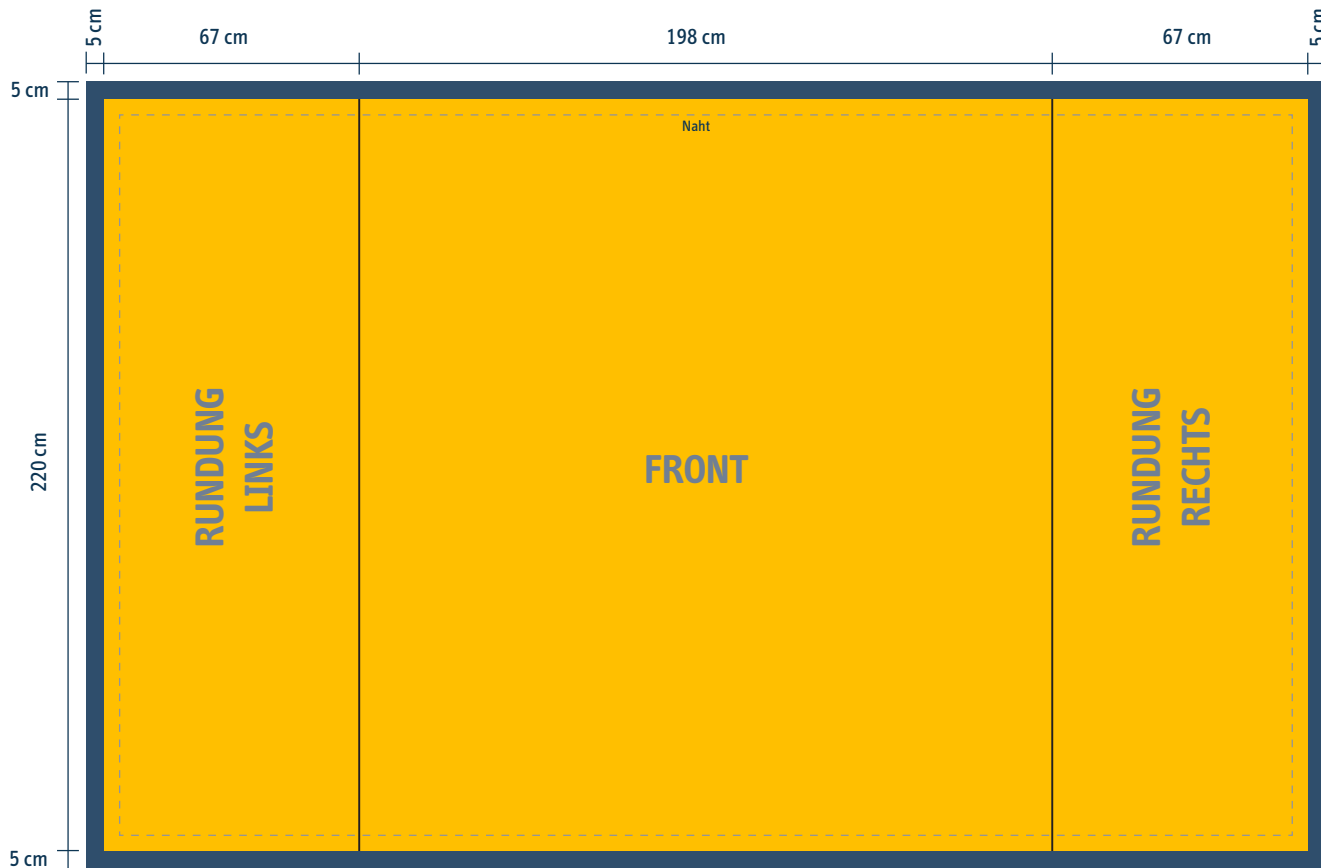 5 cm
67 cm
198 cm
67 cm
5 cm
5 cm
Naht
220 cm
RUNDUNG
LINKS
FRONT
RUNDUNG
RECHTS
5 cm